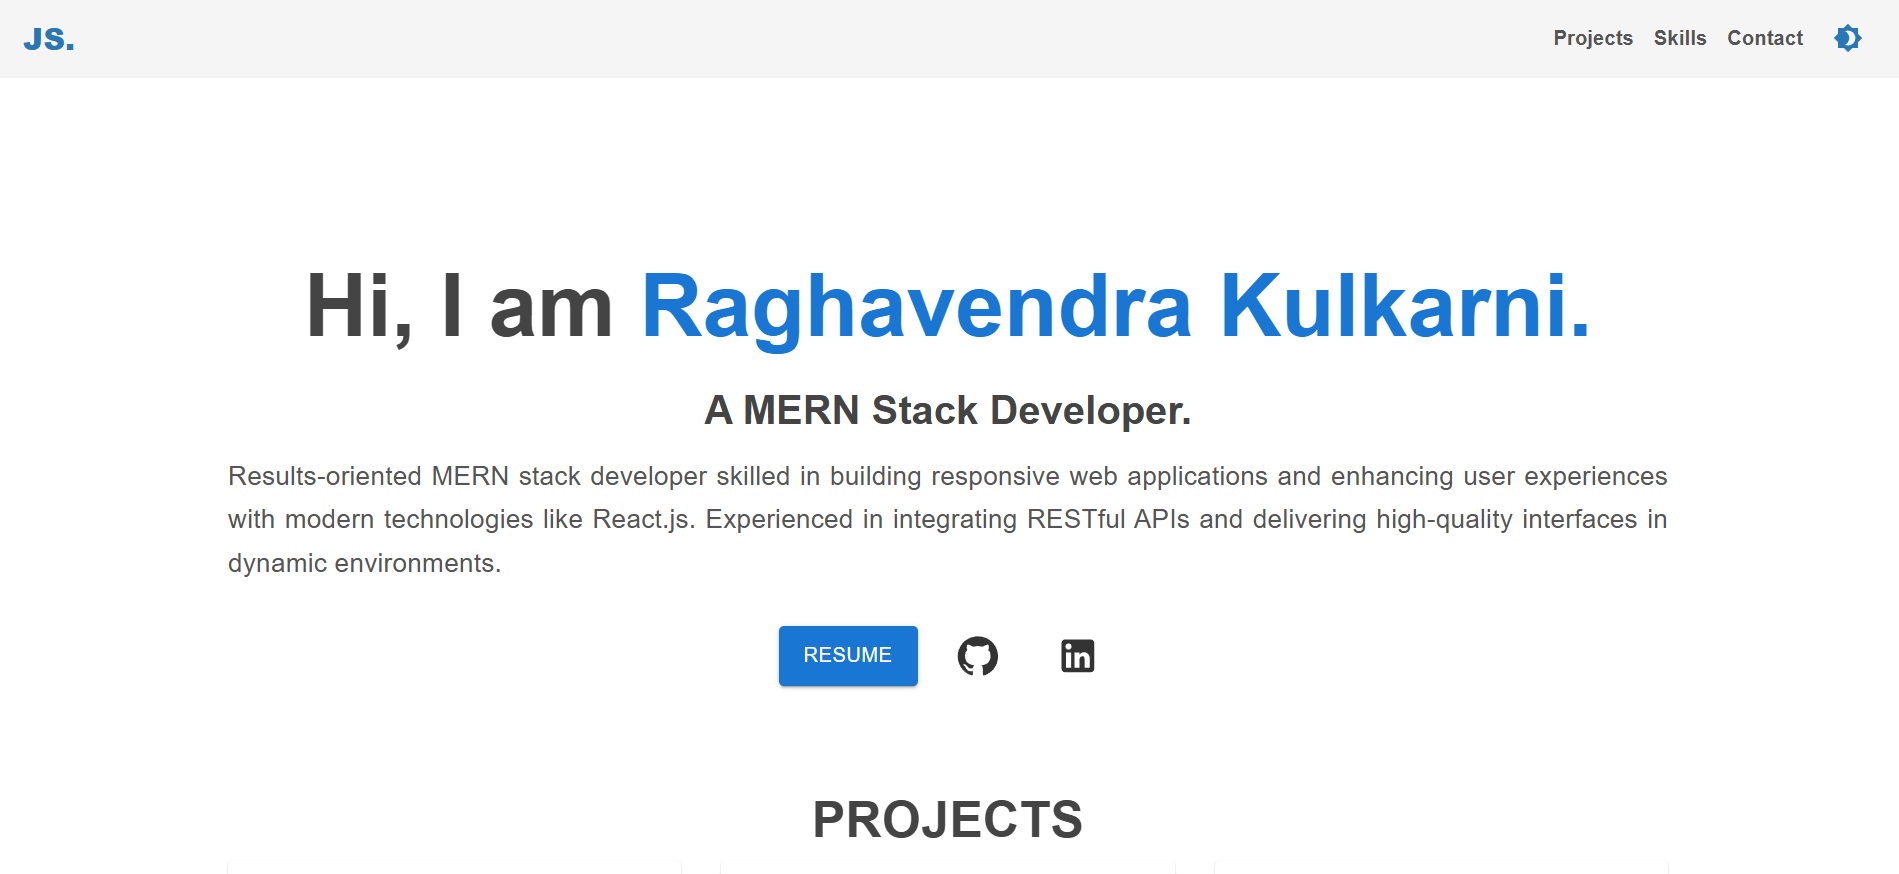 JS.
Projects Skills Contact
Hi, I am Raghavendra Kulkarni.
A MERN Stack Developer.
Results-oriented MERN stack developer skilled in building responsive web applications and enhancing user experiences
with modern technologies like React.js. Experienced in integrating RESTful APIs and delivering high-quality interfaces in
dynamic environments.
RESUME in
PROJECTS